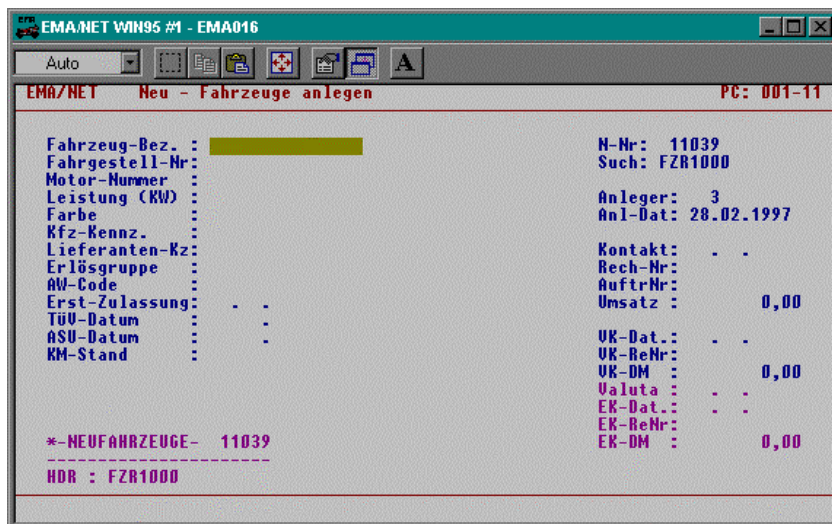 EMA/NET WIN95 #1 - EMA016
Auto
A
EMA/NET Neu - Fahrzeuge anlegen PC: 001-11
Fahrzeug-Bez. : N-Nr: 11039
Fahrgestell-Nr: Such: FZR1000
Motor-Nummer :
Leistung (KW) : Anleger: 3
Farbe : Anl-Dat: 28.02.1997
Kfz-Kennz. :
Lieferanten-Kz: Kontakt: . .
Erlösgruppe : Rech-Nr:
AW-Code : AuftrNr:
Erst-Zulassung: . . Umsatz : 0,00
TüV-Datum : .
ASU-Datum : . VK-Dat.: . .
KM-Stand : VK-ReNr:
VK-DM : 0,00
Valuta : . .
EK-Dat.: . .
EK-ReNr:
*-NEUFAHRZEUGE- 11039 EK-DM : 0,00
-----------------------
HDR : FZR1000